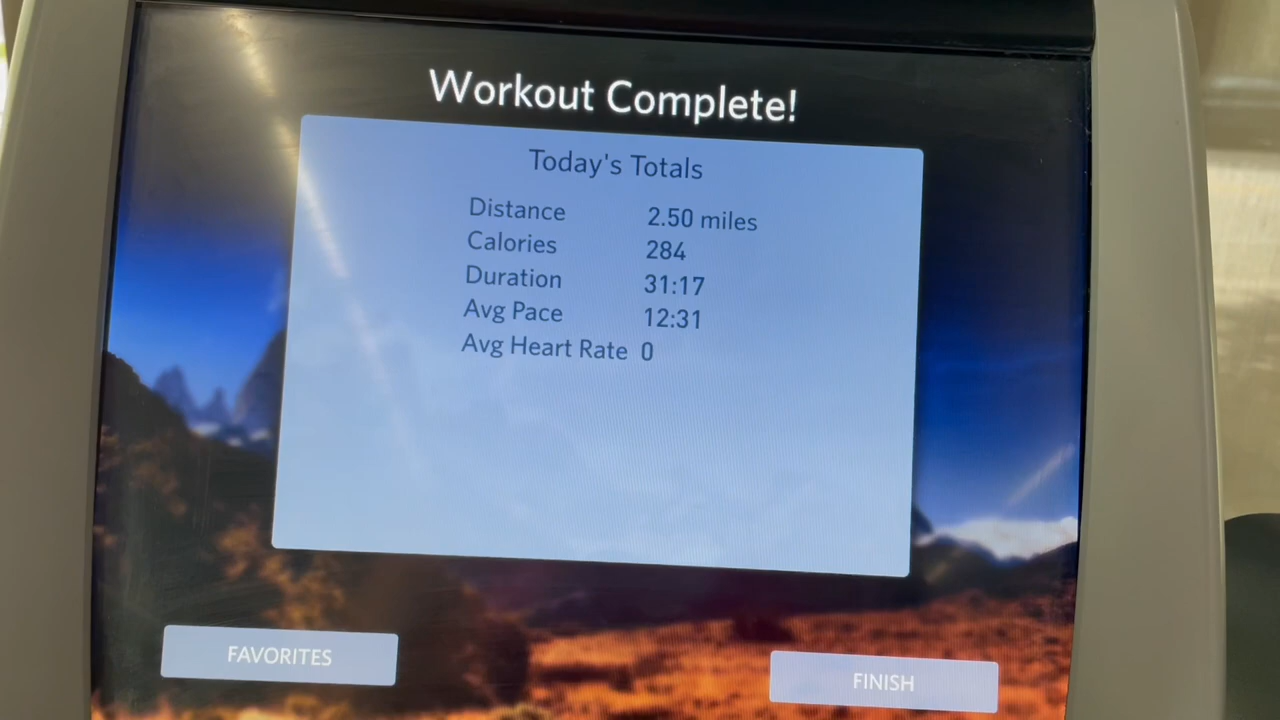 Workout Complete!
Today's Totals
Distance 2.50 miles
Calories 284
Duration 31:17
Avg Pace 12:31
Avg Heart Rate 0
FAVORITES
FINISH